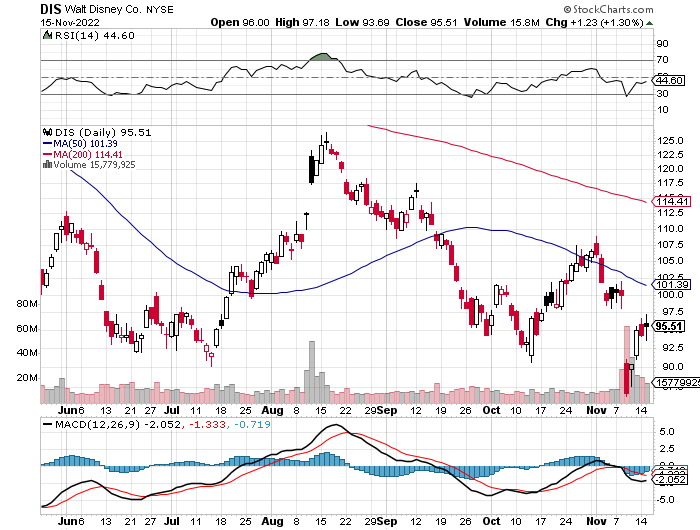 DIS Walt Disney Co. NYSE © StockCharts.com
15-Nov-2022 Open 96.00 High 97.18 Low 93.69 Close 95.51 Volume 15.8M Chg +1.23 (+1.30%)
RSI(14) 44.60
90
70
44.60
30
10
DIS (Daily) 95.51
MA(50) 101.39
MA(200) 114.41
Volume 15,779,925
125.0
122.5
120.0
117.5
114.41
112.5
110.0
107.5
105.0
101.39
100.0
97.5
95.51
92.5
90.0
80M
60M
40M
20M
15779925
Jun 6 13 21 27 Jul 11 18 25 Aug 8 15 22 29 Sep 12 19 26 Oct 10 17 24 Nov 7 14
MACD(12,26,9) -2.052, -1.333, -0.719
5.0
2.5
0.0
-2.052
-5.0
Jun 6 13 21 27 Jul 11 18 25 Aug 8 15 22 29 Sep 12 19 26 Oct 10 17 24 Nov 7 14